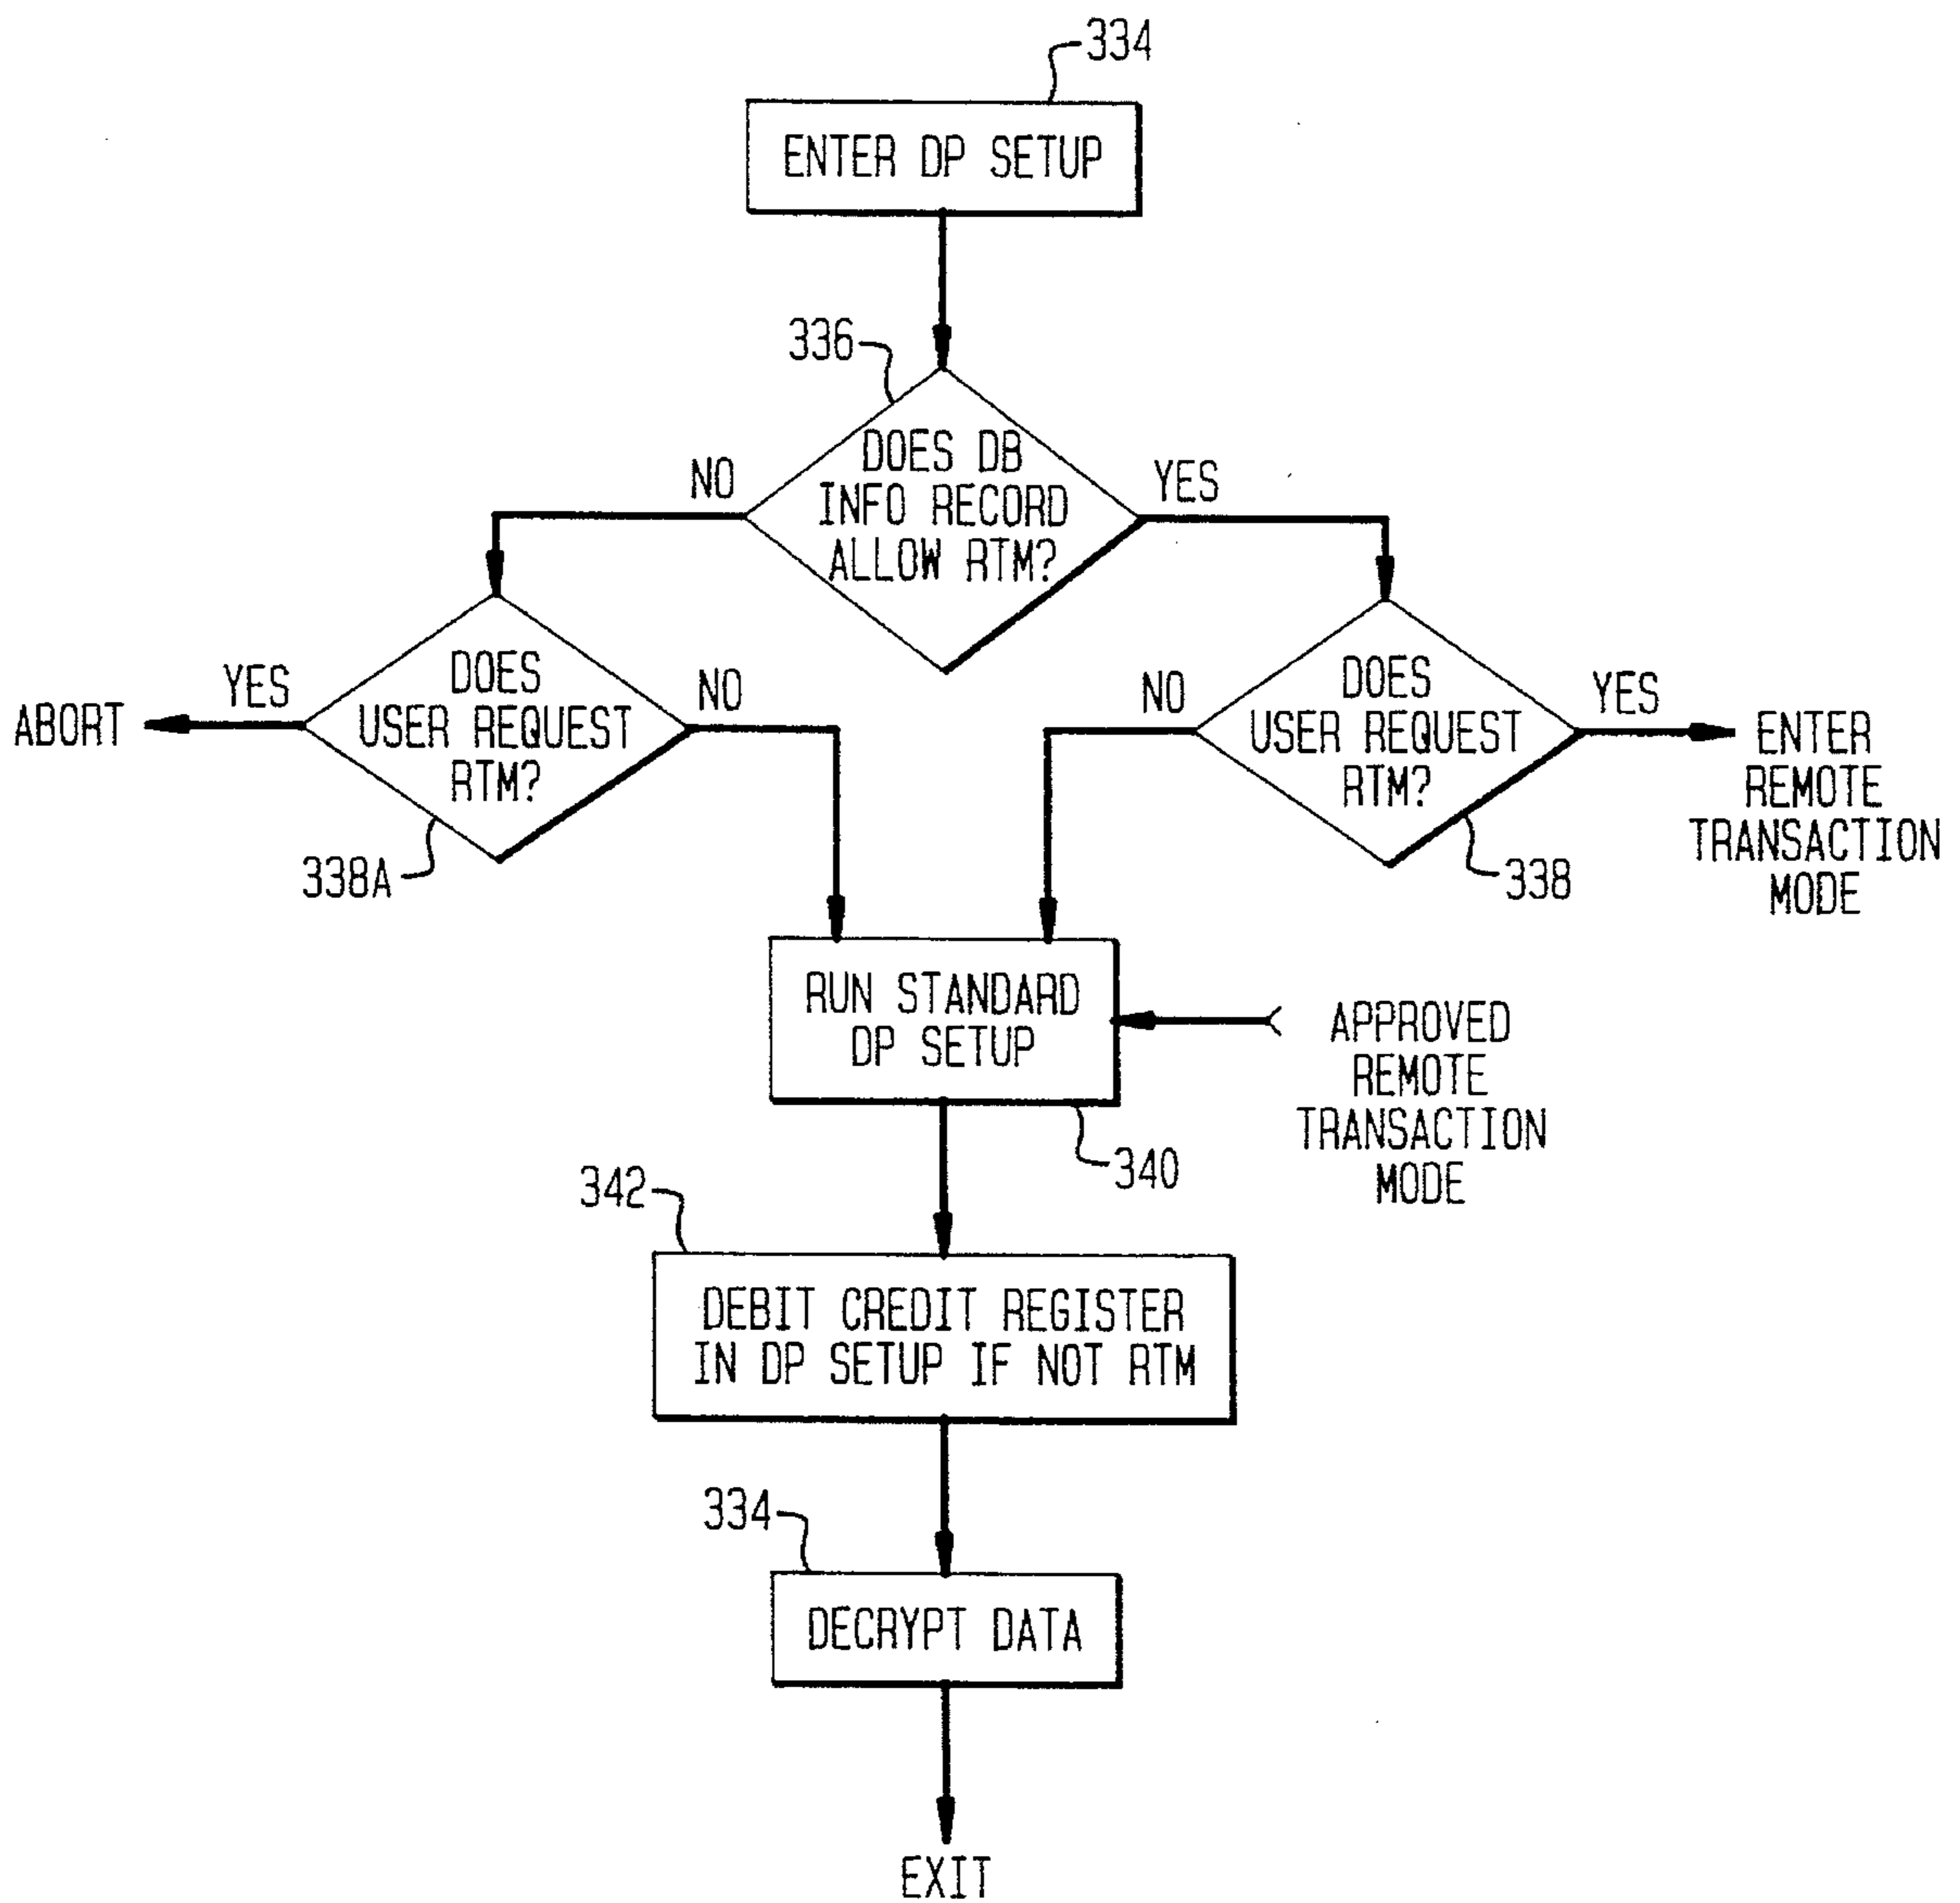 334
ENTER DP SETUP
336
DOES DB
INFO RECORD
ALLOW RTM?
NO
YES
DOES
USER REQUEST
RTM?
YES
NO
ABORT
338A
DOES
USER REQUEST
RTM?
NO
YES
ENTER
REMOTE
TRANSACTION
MODE
338
RUN STANDARD
DP SETUP
340
APPROVED
REMOTE
TRANSACTION
MODE
342
DEBIT CREDIT REGISTER
IN DP SETUP IF NOT RTM
334
DECRYPT DATA
EXIT